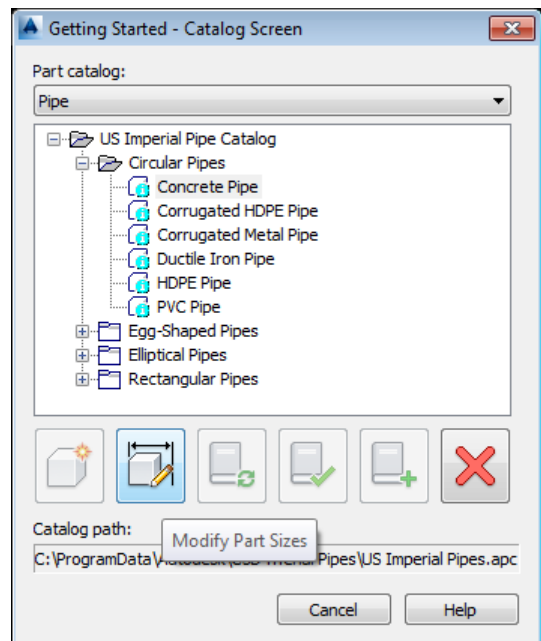 Getting Started - Catalog Screen
Part catalog:
Pipe
US Imperial Pipe Catalog
Circular Pipes
Concrete Pipe
Corrugated HDPE Pipe
Corrugated Metal Pipe
Ductile Iron Pipe
HDPE Pipe
PVC Pipe
Egg-Shaped Pipes
Elliptical Pipes
Rectangular Pipes
Catalog path:
Modify Part Sizes
C:\ProgramData\ Pipes\US Imperial Pipes.apc
Cancel Help